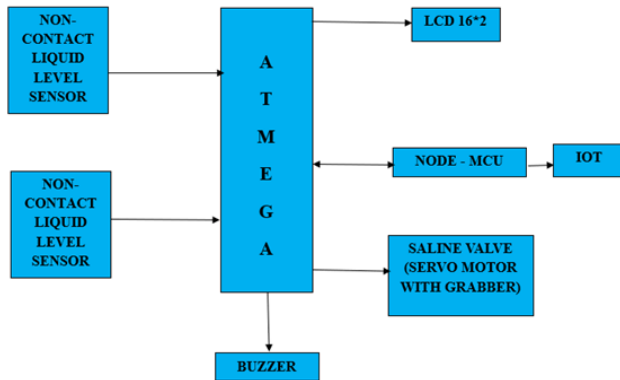 NON-
CONTACT
LIQUID
LEVEL
SENSOR
NON-
CONTACT
LIQUID
LEVEL
SENSOR
A
T
M
E
G
A
LCD 16*2
NODE - MCU
IOT
SALINE VALVE
(SERVO MOTOR
WITH GRABBER)
BUZZER